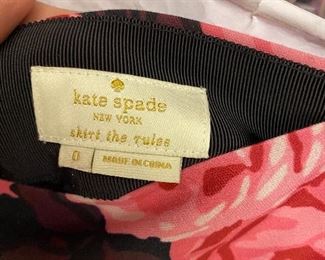 kate spade
NEW YORK
skirt the rules
0
MADE IN CHINA